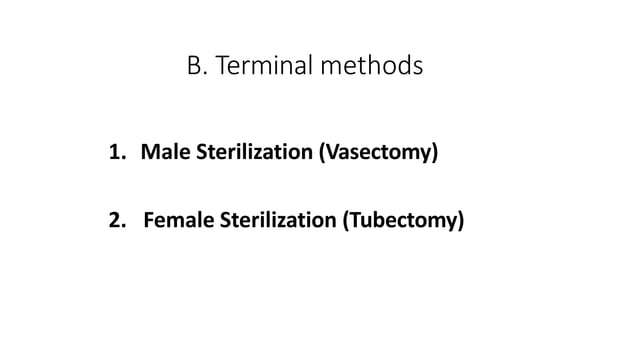 B. Terminal methods
1. Male Sterilization (Vasectomy)
2. Female Sterilization (Tubectomy)